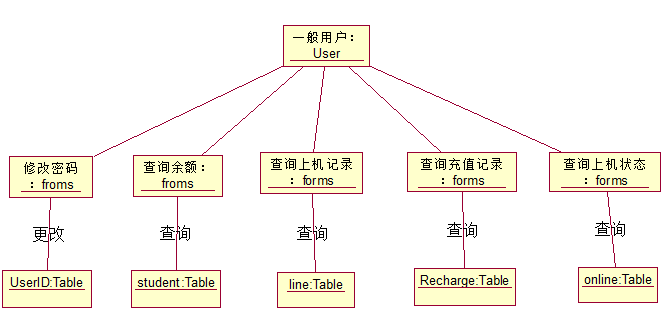 一般用户：
User
修改密码
：froms
查询余额：
froms
查询上机记录
：forms
查询充值记录
：forms
查询上机状态
：forms
更改
查询
查询
查询
查询
UserID:Table
student:Table
line:Table
Recharge:Table
online:Table